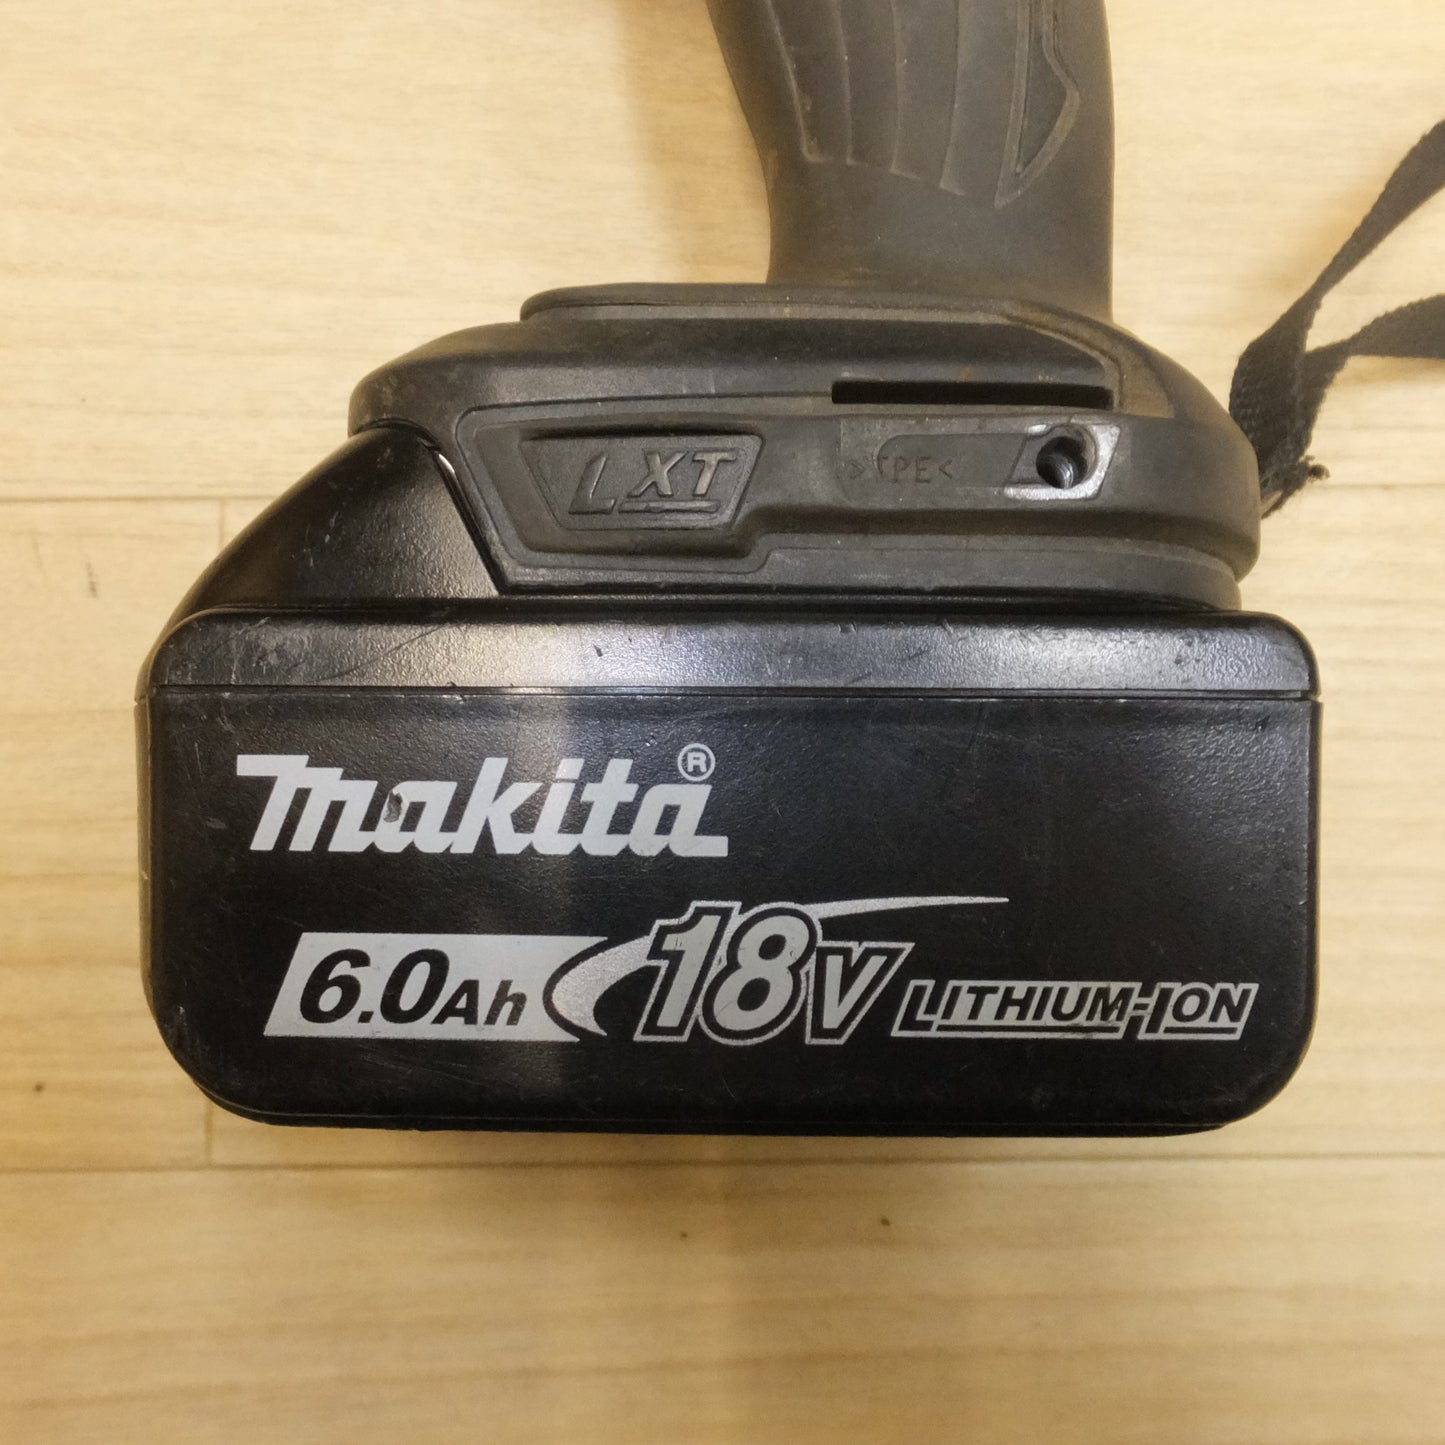 LXT
>TPE<
makita®
6.0Ah 18V LITHIUM-ION